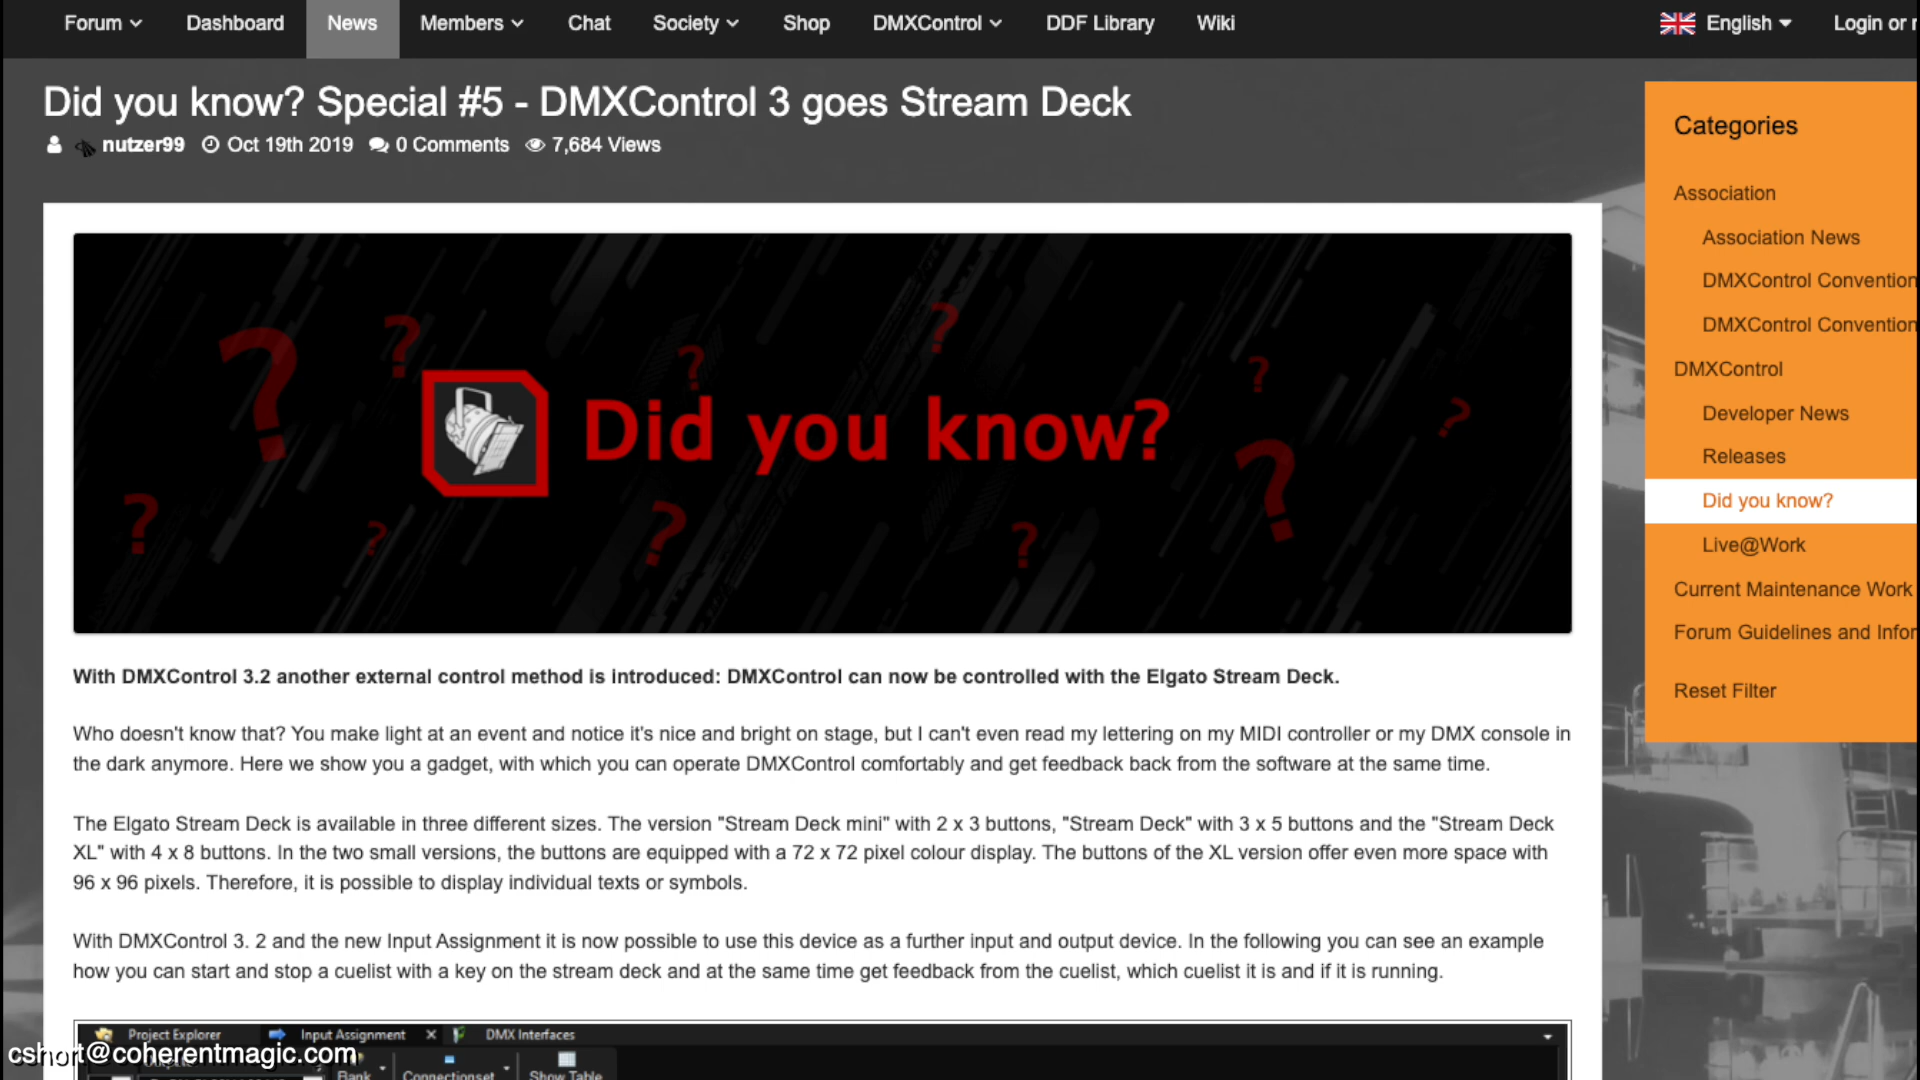 Forum
Dashboard
News
Members
Chat
Society
Shop
DMXControl
DDF Library
Wiki
English
Login or r
Did you know? Special #5 - DMXControl 3 goes Stream Deck
nutzer99 Oct 19th 2019 0 Comments 7,684 Views
Did you know?
With DMXControl 3.2 another external control method is introduced: DMXControl can now be controlled with the Elgato Stream Deck.
Who doesn't know that? You make light at an event and notice it's nice and bright on stage, but I can't even read my lettering on my MIDI controller or my DMX console in
the dark anymore. Here we show you a gadget, with which you can operate DMXControl comfortably and get feedback back from the software at the same time.
The Elgato Stream Deck is available in three different sizes. The version "Stream Deck mini" with 2 x 3 buttons, "Stream Deck" with 3 x 5 buttons and the "Stream Deck
XL" with 4 x 8 buttons. In the two small versions, the buttons are equipped with a 72 x 72 pixel colour display. The buttons of the XL version offer even more space with
96 x 96 pixels. Therefore, it is possible to display individual texts or symbols.
With DMXControl 3. 2 and the new Input Assignment it is now possible to use this device as a further input and output device. In the following you can see an example
how you can start and stop a cuelist with a key on the stream deck and at the same time get feedback from the cuelist, which cuelist it is and if it is running.
Project Explorer
Input Assignment
DMX Interfaces
cshort@coherentmagic.com
Bank
Connectionset
Show Table
Categories
Association
Association News
DMXControl Convention
DMXControl Convention
DMXControl
Developer News
Releases
Did you know?
Live@Work
Current Maintenance Work
Forum Guidelines and Infor
Reset Filter